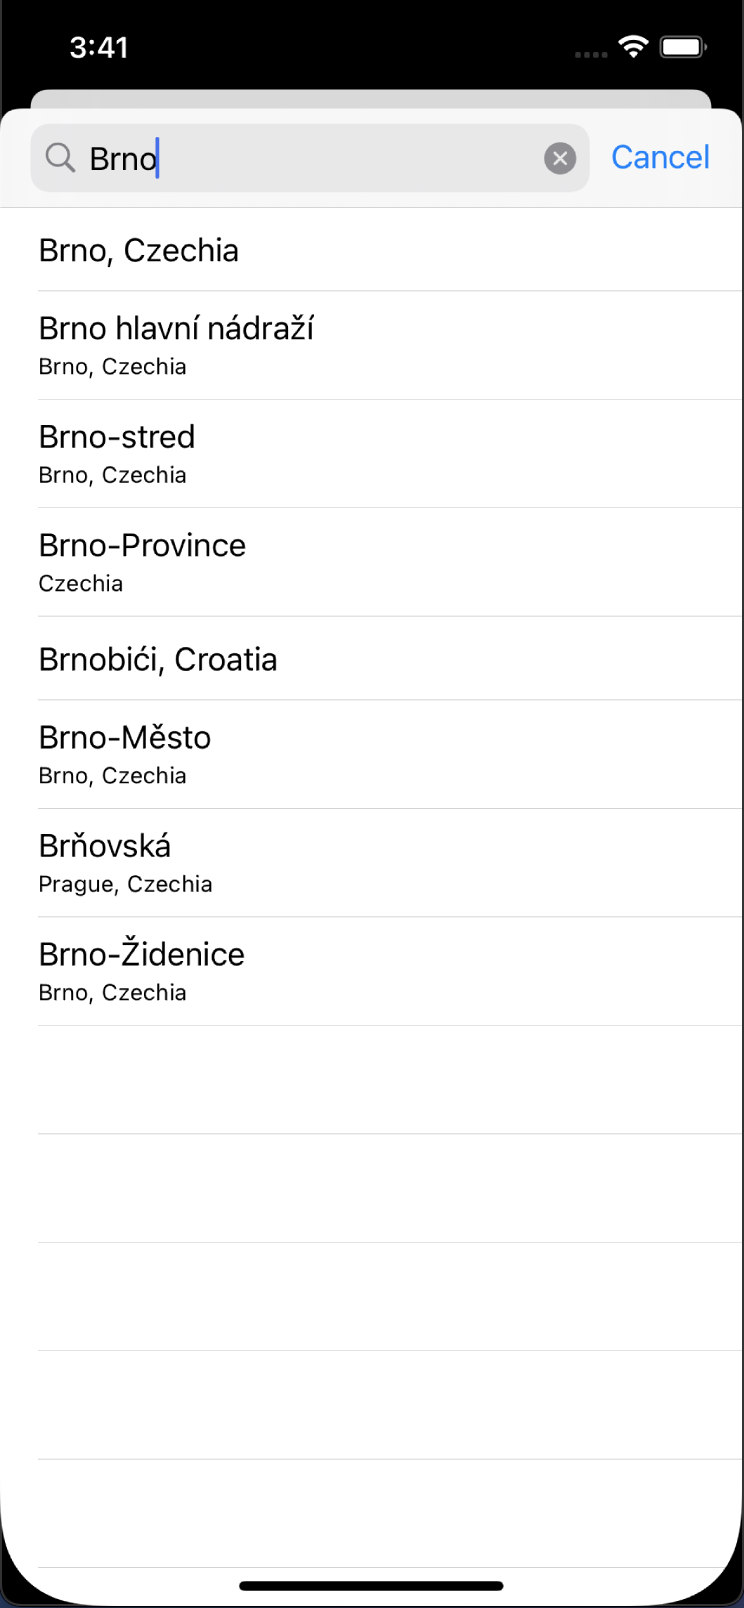 3:41
Brno
Cancel
Brno, Czechia
Brno hlavní nádraží
Brno, Czechia
Brno-stred
Brno, Czechia
Brno-Province
Czechia
Brnobići, Croatia
Brno-Město
Brno, Czechia
Brňovská
Prague, Czechia
Brno-Židenice
Brno, Czechia